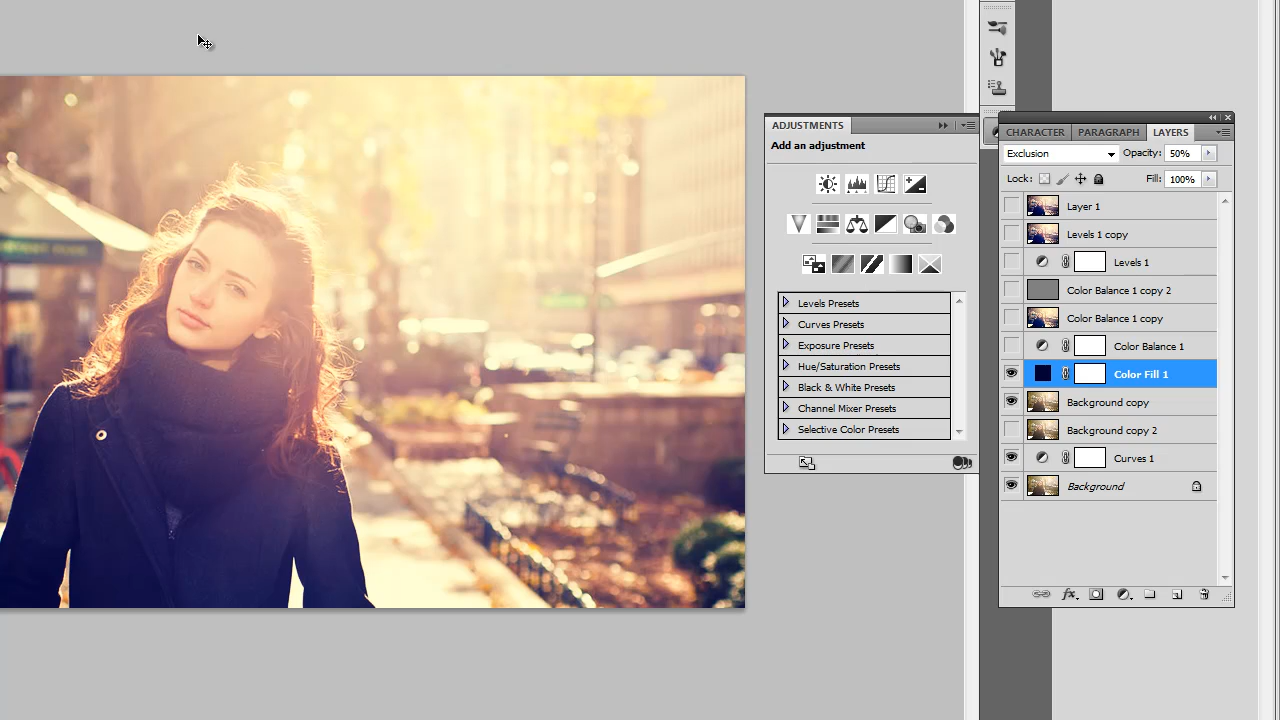 ADJUSTMENTS
Add an adjustment
Levels Presets
Curves Presets
Exposure Presets
Hue/Saturation Presets
Black & White Presets
Channel Mixer Presets
Selective Color Presets
CHARACTER PARAGRAPH LAYERS
Exclusion Opacity: 50%
Lock: Fill: 100%
Layer 1
Levels 1 copy
Levels 1
Color Balance 1 copy 2
Color Balance 1 copy
Color Balance 1
Color Fill 1
Background copy
Background copy 2
Curves 1
Background
fx